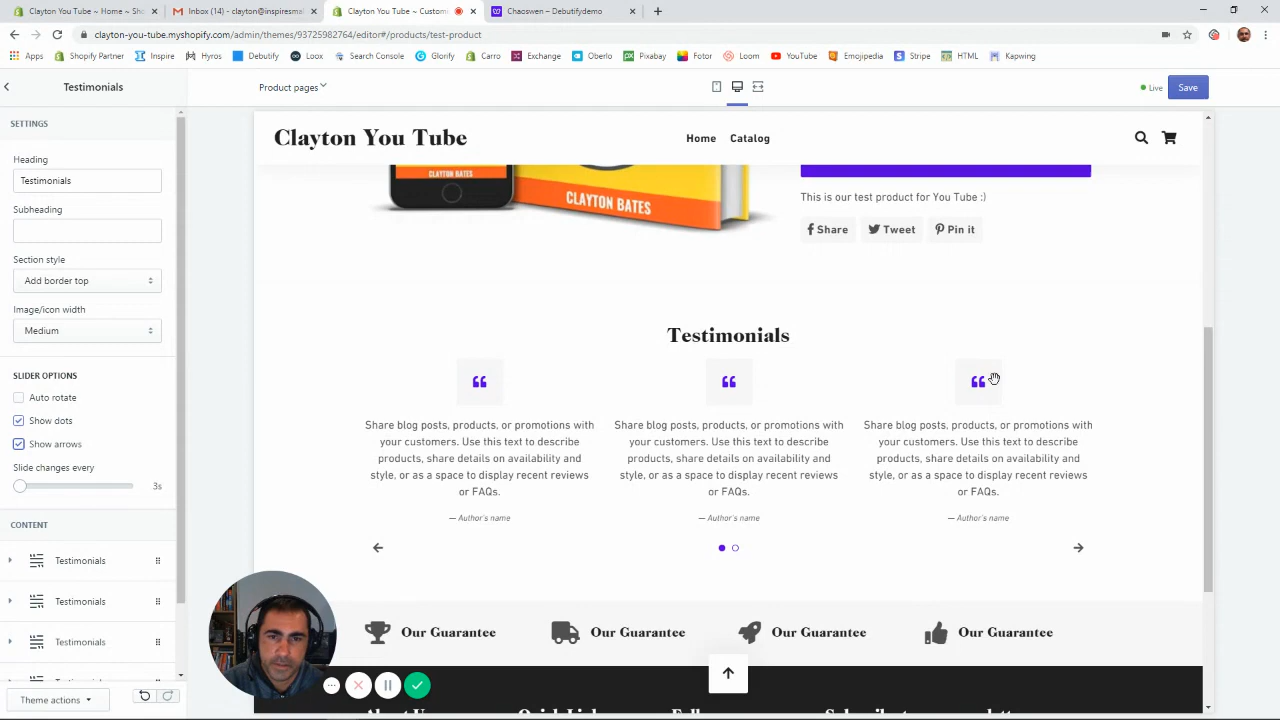 Clayton You Tube ~ Home ~ Sh
Inbox (14) - clayton@inspiresmal
Clayton You Tube ~ Custom
Chaoswen - Debutifydemo
clayton-you-tube.myshopify.com/admin/themes/93725982764/editor#/products/test-product
Apps
Shopify Partner
Inspire
Hyros
Debutify
Search Console
Glorify
Carro
Exchange
Oberlo
Pixabay
Fotor
Loom
YouTube
Emojipedia
Stripe
HTML
Kapwing
Testimonials
Product pages
Live
Save
SETTINGS
Heading
Testimonials
Subheading
Section style
Add border top
Image/icon width
Medium
SLIDER OPTIONS
Auto rotate
Show dots
Show arrows
Slide changes every
3s
CONTENT
Testimonials
Testimonials
Testimonials
Theme actions
Clayton You Tube
Home
Catalog
CLAYTON BATES
CLAYTON BATES
This is our test product for You Tube :)
Share
Tweet
Pin it
Testimonials
Share blog posts, products, or promotions with
your customers. Use this text to describe
products, share details on availability and
style, or as a space to display recent reviews
or FAQs.
— Author's name
Share blog posts, products, or promotions with
your customers. Use this text to describe
products, share details on availability and
style, or as a space to display recent reviews
or FAQs.
— Author's name
Share blog posts, products, or promotions with
your customers. Use this text to describe
products, share details on availability and
style, or as a space to display recent reviews
or FAQs.
— Author's name
Our Guarantee
Our Guarantee
Our Guarantee
Our Guarantee